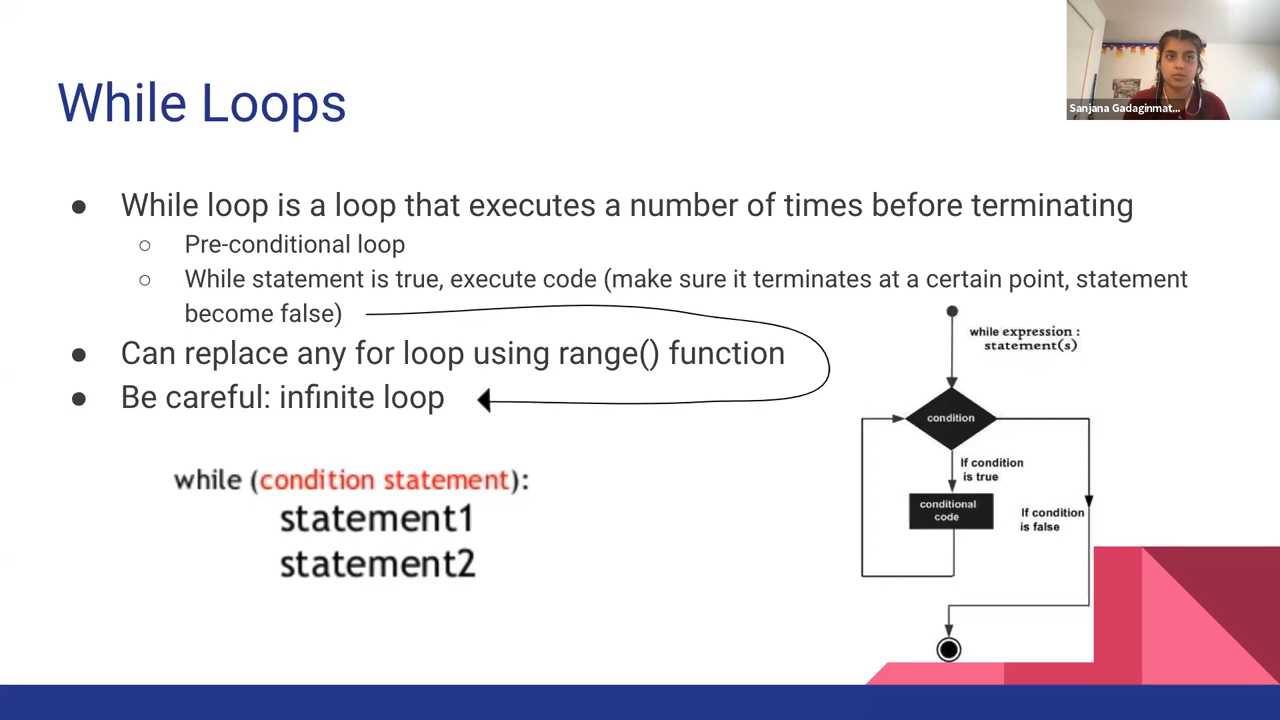 While Loops
Sanjana Gadaginmat...
● While loop is a loop that executes a number of times before terminating
○ Pre-conditional loop
○ While statement is true, execute code (make sure it terminates at a certain point, statement
become false)
● Can replace any for loop using range() function
● Be careful: infinite loop
while (condition statement):
statement1
statement2
while expression :
statement(s)
condition
If condition
is true
conditional
code
If condition
is false